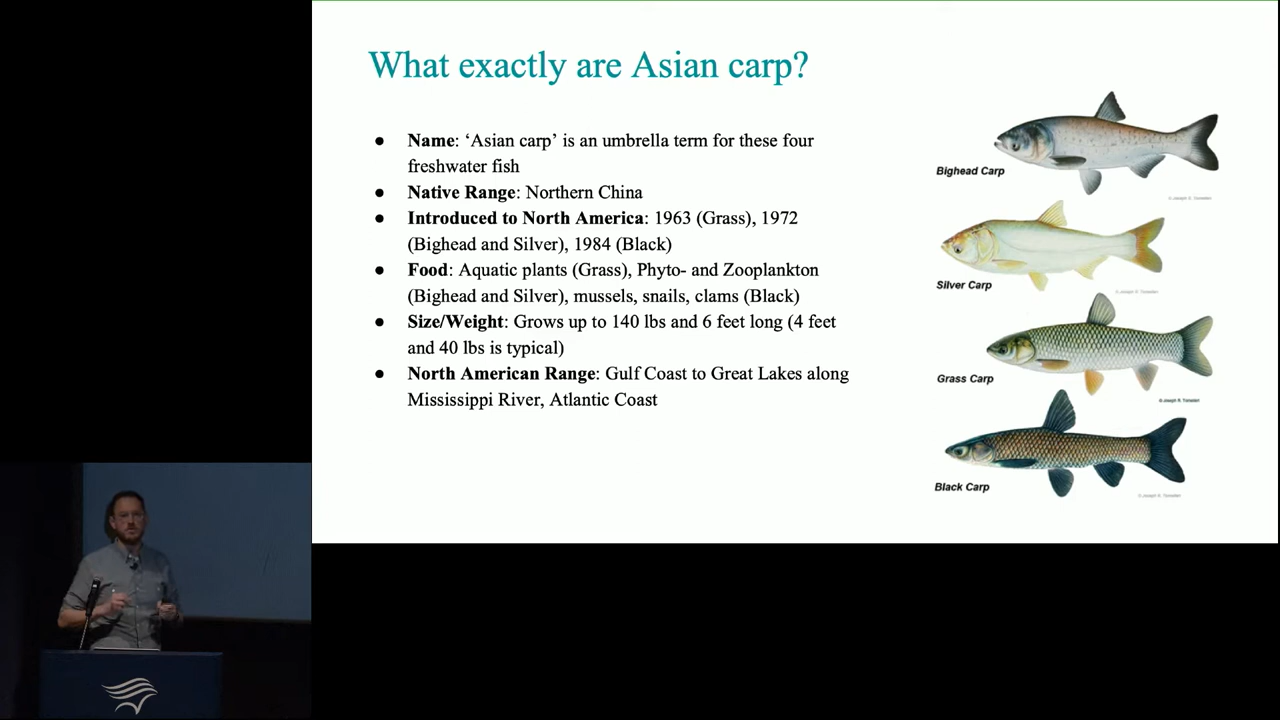 What exactly are Asian carp?
● Name: ‘Asian carp’ is an umbrella term for these four
freshwater fish
● Native Range: Northern China
● Introduced to North America: 1963 (Grass), 1972
(Bighead and Silver), 1984 (Black)
● Food: Aquatic plants (Grass), Phyto- and Zooplankton
(Bighead and Silver), mussels, snails, clams (Black)
● Size/Weight: Grows up to 140 lbs and 6 feet long (4 feet
and 40 lbs is typical)
● North American Range: Gulf Coast to Great Lakes along
Mississippi River, Atlantic Coast
Bighead Carp
Silver Carp
Grass Carp
© Joseph R. Tomelleri
Black Carp